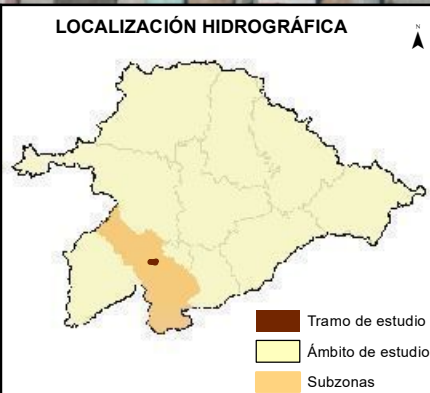 LOCALIZACIÓN HIDROGRÁFICA
N
Tramo de estudio
Ámbito de estudio
Subzonas